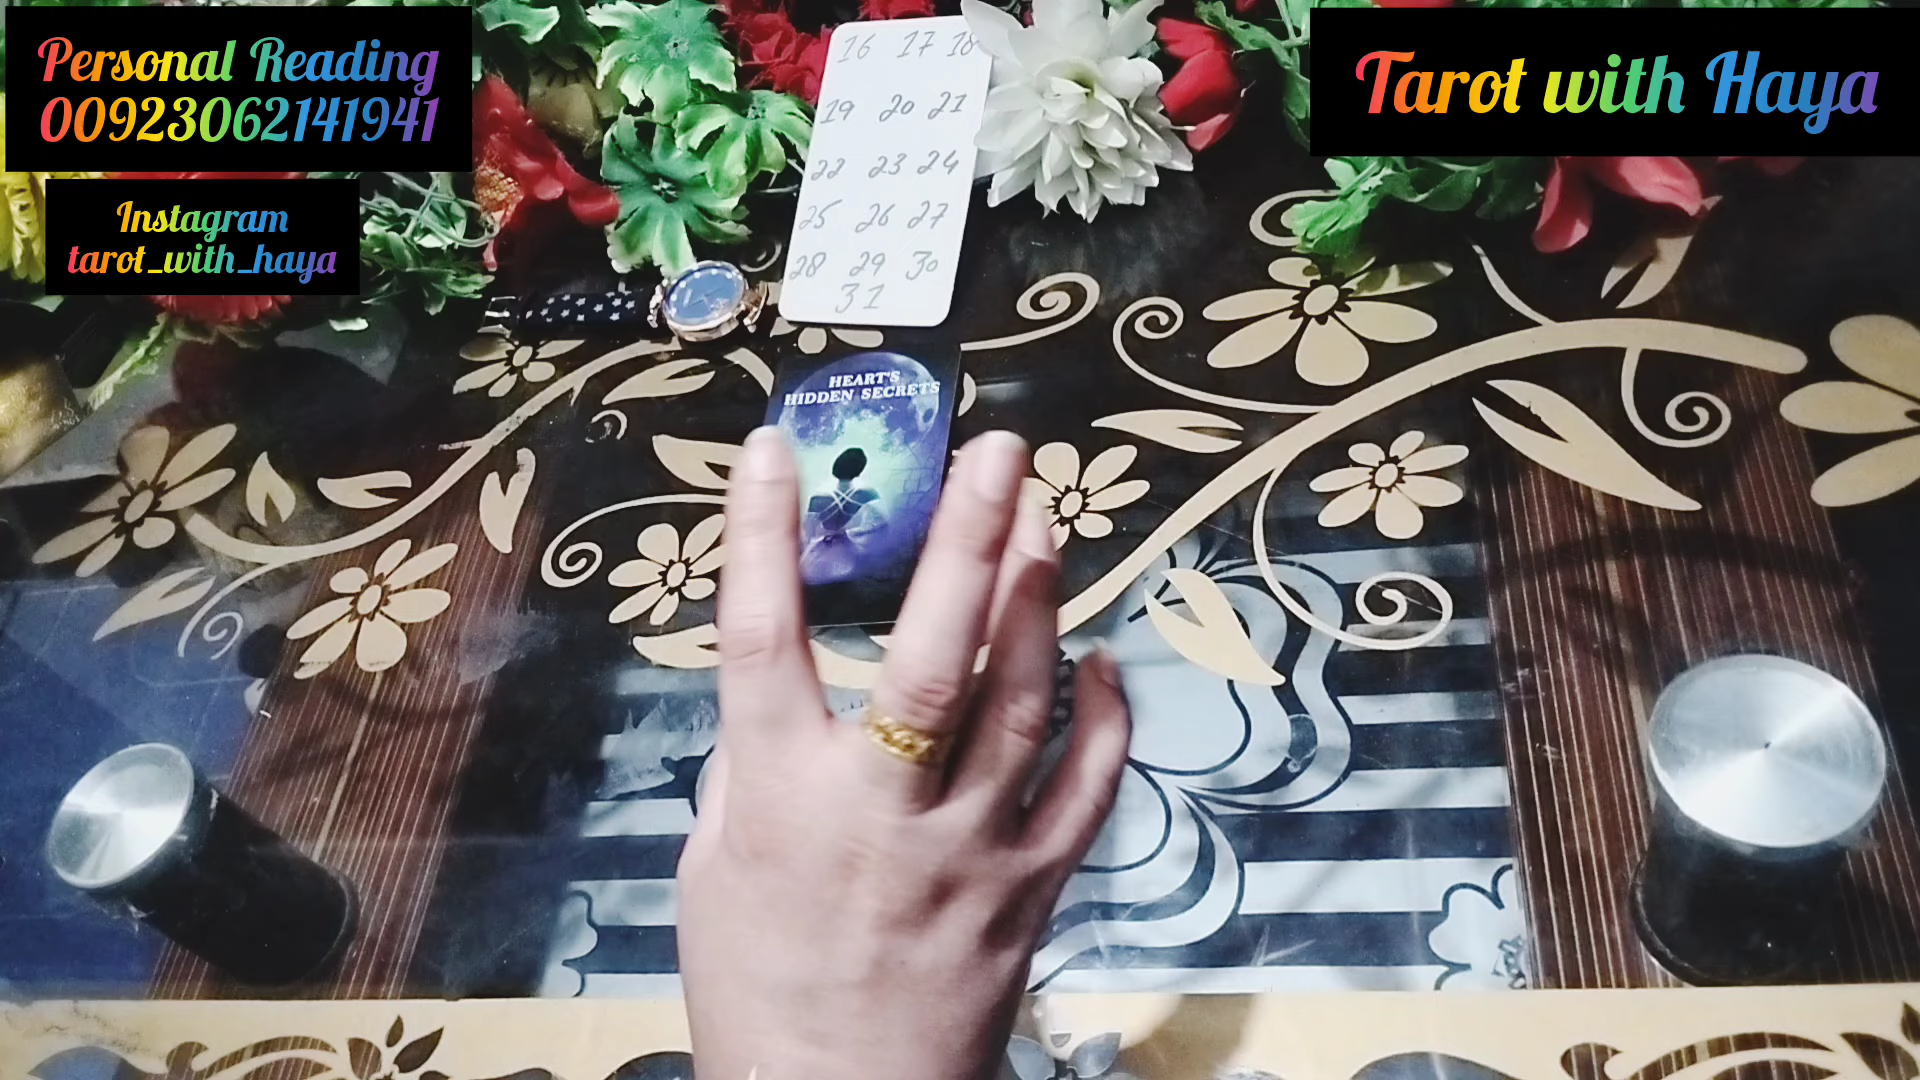 Personal Reading
00923062141941
Instagram
tarot_with_haya
Tarot with Haya
16 17 18
19 20 21
22 23 24
25 26 27
28 29 30
31
HEART'S
HIDDEN SECRETS